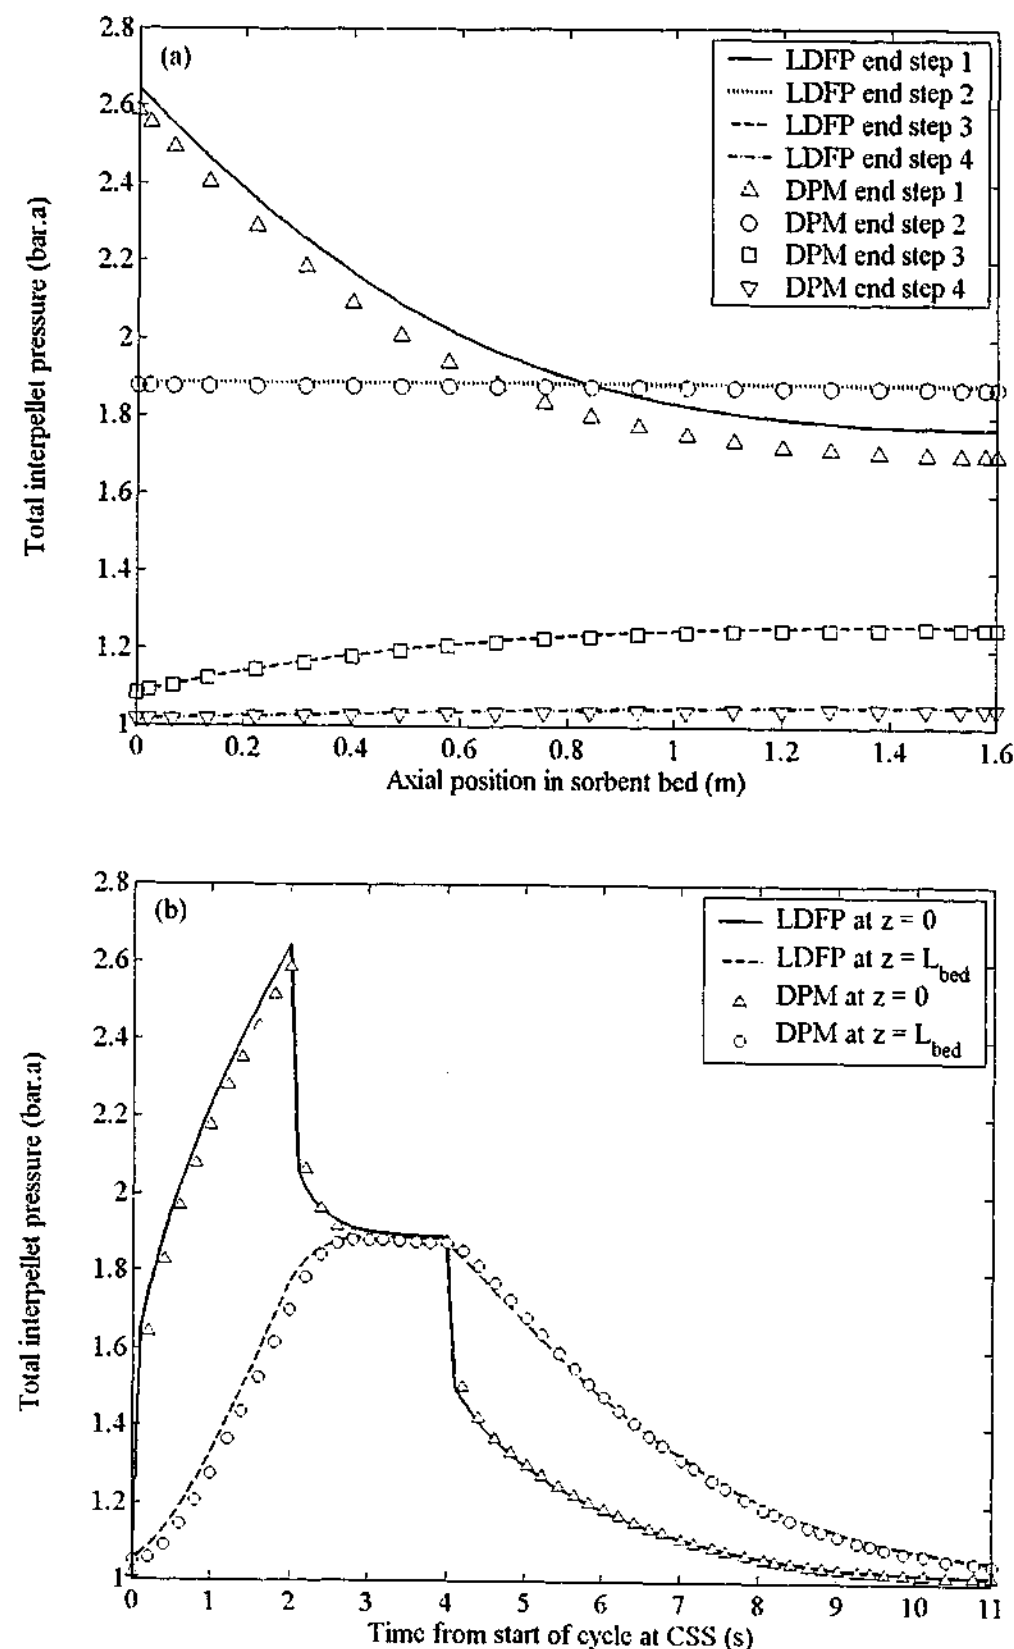 (a)
LDFP end step 1
LDFP end step 2
LDFP end step 3
LDFP end step 4
DPM end step 1
DPM end step 2
DPM end step 3
DPM end step 4
Total interpellet pressure (bar.a)
2.8
2.6
2.4
2.2
2
1.8
1.6
1.4
1.2
1
0 0.2 0.4 0.6 0.8 1 1.2 1.4 1.6
Axial position in sorbent bed (m)
(b)
LDFP at z = 0
LDFP at z = Lbed
DPM at z = 0
DPM at z = Lbed
Total interpellet pressure (bar.a)
2.8
2.6
2.4
2.2
2
1.8
1.6
1.4
1.2
1
0 1 2 3 4 5 6 7 8 9 10 11
Time from start of cycle at CSS (s)